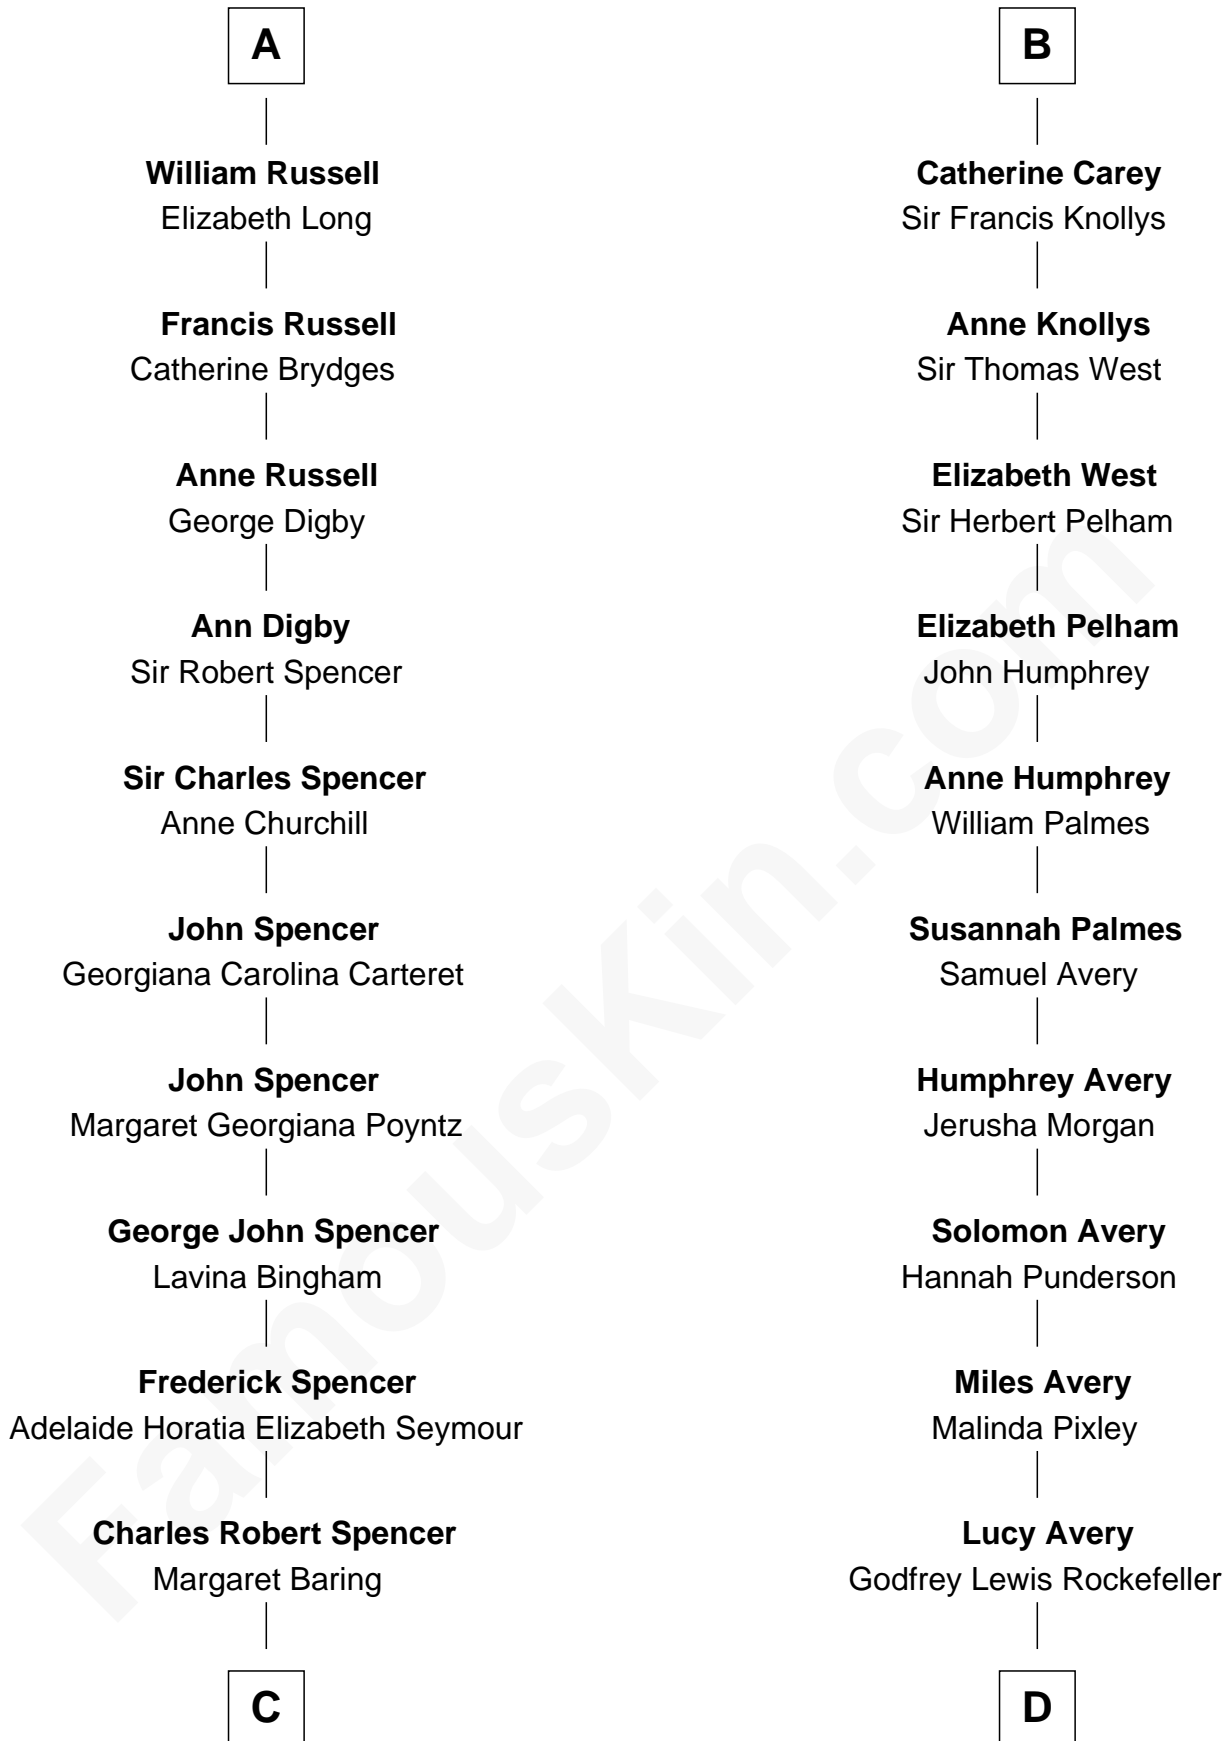 A
William Russell
Elizabeth Long
Francis Russell
Catherine Brydges
Anne Russell
George Digby
Ann Digby
Sir Robert Spencer
Sir Charles Spencer
Anne Churchill
John Spencer
Georgiana Carolina Carteret
John Spencer
Margaret Georgiana Poyntz
George John Spencer
Lavina Bingham
Frederick Spencer
Adelaide Horatia Elizabeth Seymour
Charles Robert Spencer
Margaret Baring
C
B
Catherine Carey
Sir Francis Knollys
Anne Knollys
Sir Thomas West
Elizabeth West
Sir Herbert Pelham
Elizabeth Pelham
John Humphrey
Anne Humphrey
William Palmes
Susannah Palmes
Samuel Avery
Humphrey Avery
Jerusha Morgan
Solomon Avery
Hannah Punderson
Miles Avery
Malinda Pixley
Lucy Avery
Godfrey Lewis Rockefeller
D
FamousKin.com